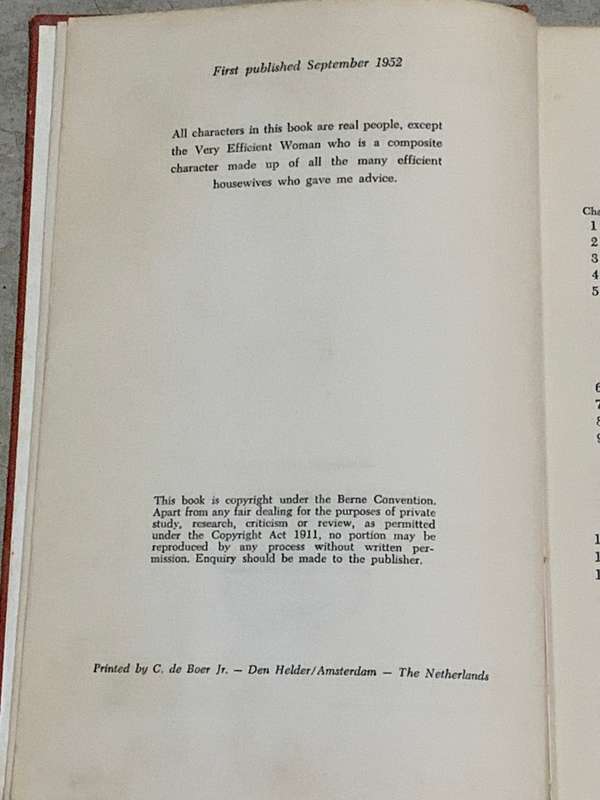 First published September 1952
All characters in this book are real people, except
the Very Efficient Woman who is a composite
character made up of all the many efficient
housewives who gave me advice.
This book is copyright under the Berne Convention.
Apart from any fair dealing for the purposes of private
study, research, criticism or review, as permitted
under the Copyright Act 1911, no portion may be
reproduced by any process without written per-
mission. Enquiry should be made to the publisher.
Printed by C. de Boer Jr. — Den Helder/Amsterdam — The Netherlands
1
2
3
4
5